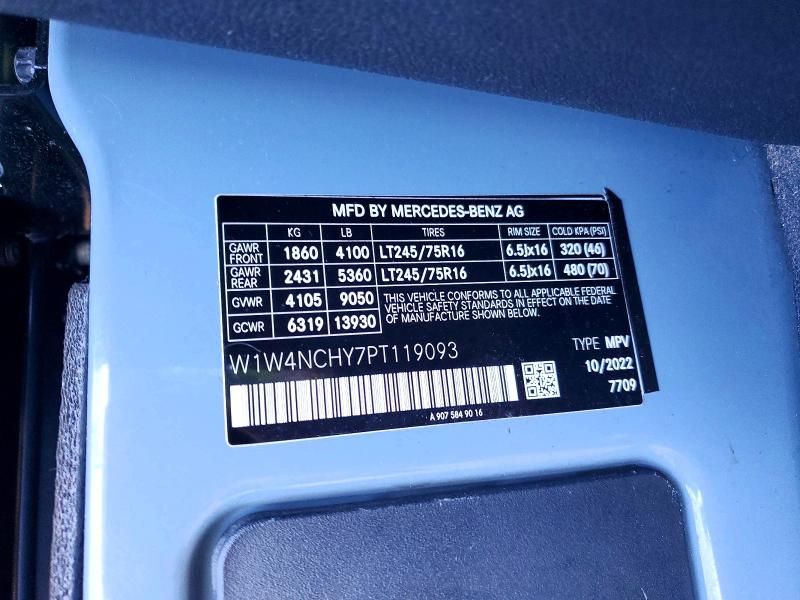 MFD BY MERCEDES-BENZ AG
KG LB TIRES RIM SIZE COLD KPA (PSI)
GAWR FRONT 1860 4100 LT245/75R16 6.5Jx16 320 (46)
GAWR REAR 2431 5360 LT245/75R16 6.5Jx16 480 (70)
GVWR 4105 9050
GCWR 6319 13930
THIS VEHICLE CONFORMS TO ALL APPLICABLE FEDERAL
VEHICLE SAFETY STANDARDS IN EFFECT ON THE DATE
OF MANUFACTURE SHOWN BELOW.
W1W4NCHY7PT119093
TYPE MPV
10/2022
7709
A 907 584 90 16